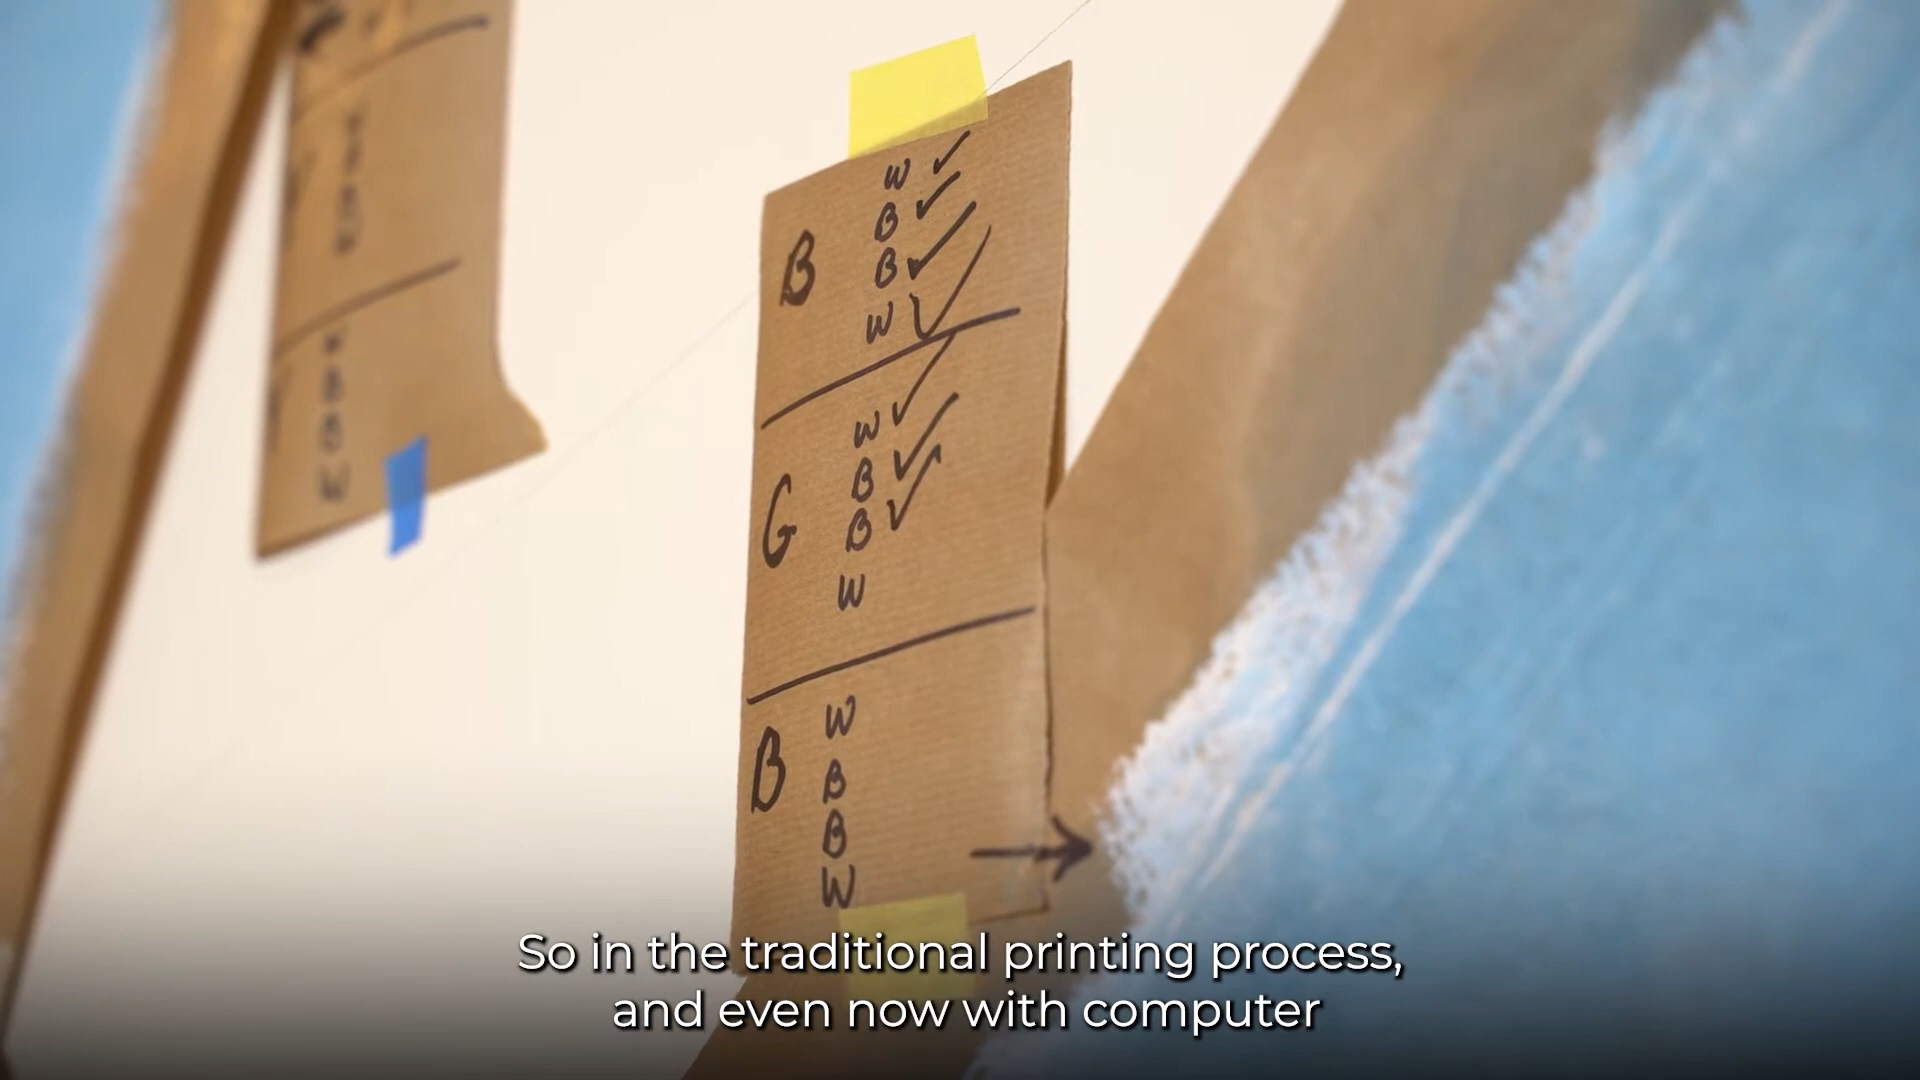 W ✓
B ✓
B ✓
B
W ✓
W ✓
B ✓
G
B ✓
W
W
B
B
B
W
→
So in the traditional printing process,
and even now with computer